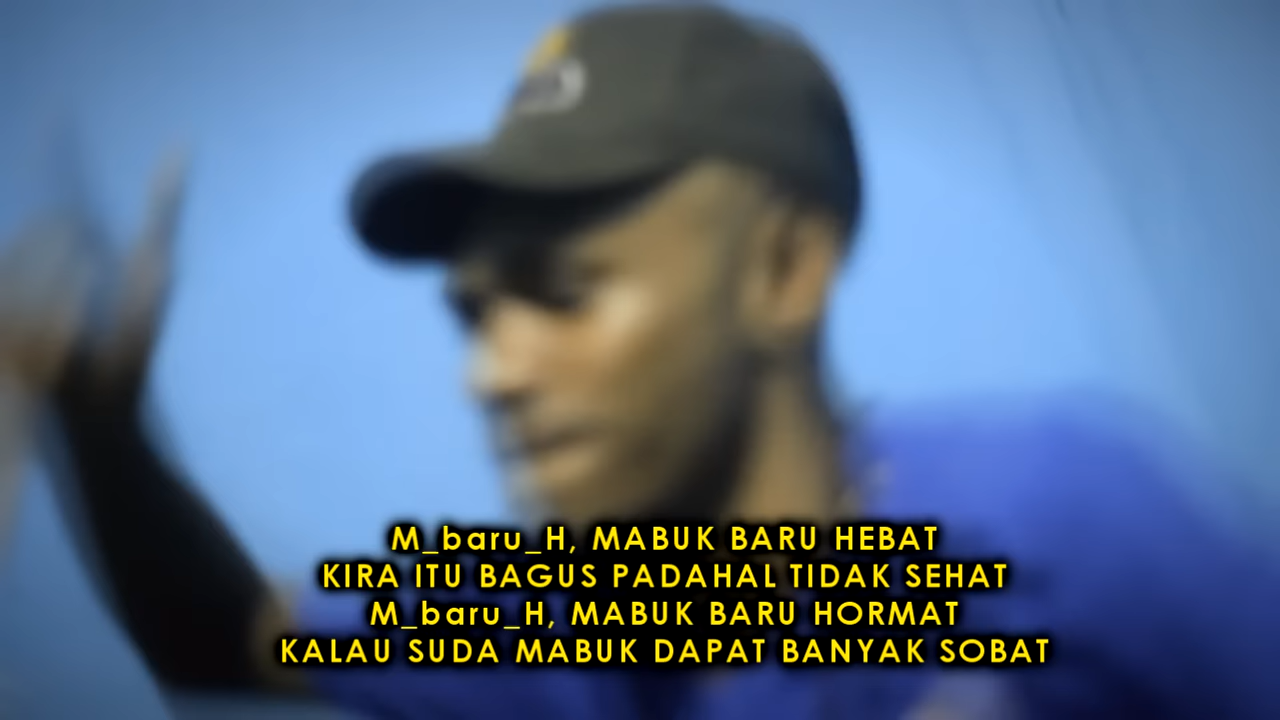 M_baru_H, MABUK BARU HEBAT
KIRA ITU BAGUS PADAHAL TIDAK SEHAT
M_baru_H, MABUK BARU HORMAT
KALAU SUDA MABUK DAPAT BANYAK SOBAT